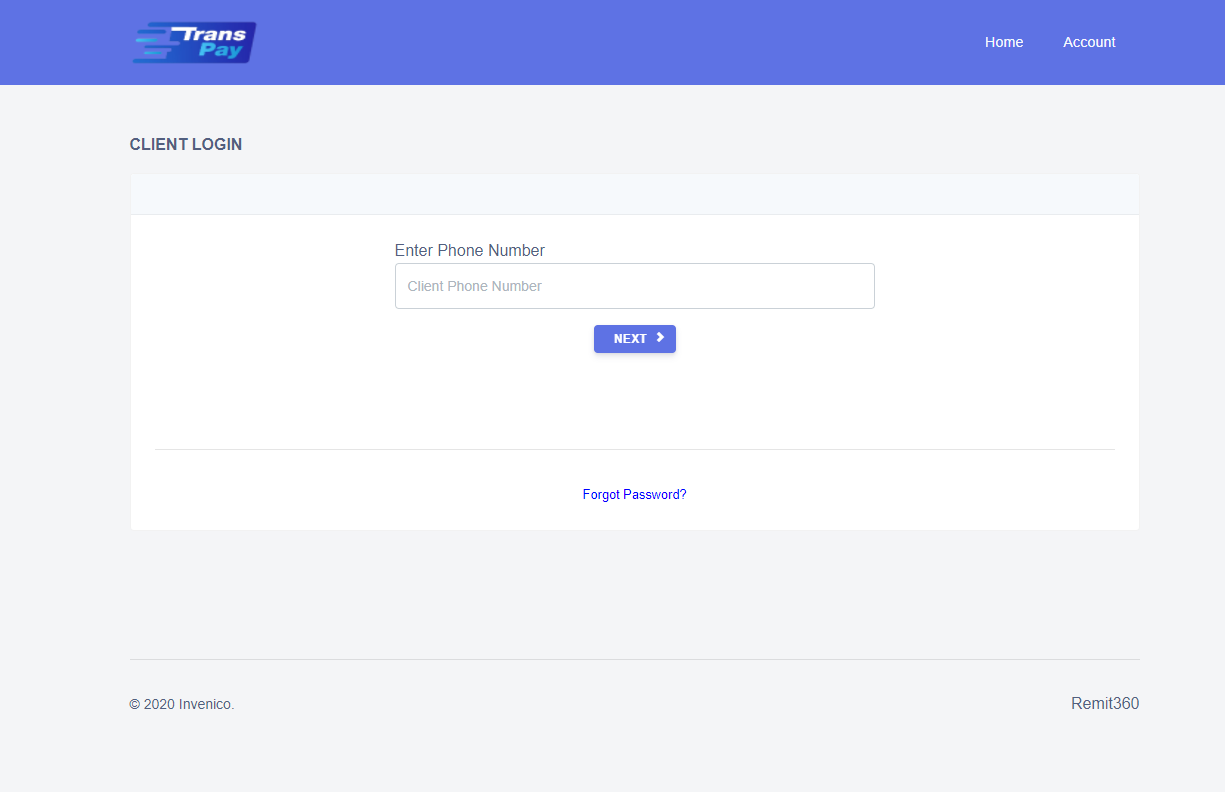 Trans
Pay
Home
Account
CLIENT LOGIN
Enter Phone Number
Client Phone Number
NEXT
Forgot Password?
© 2020 Invenico.
Remit360